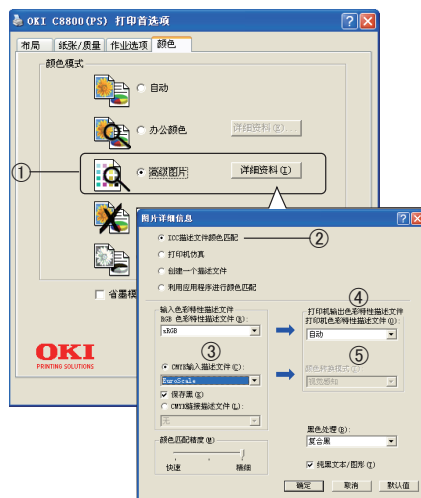 OKI C8800(PS) 打印首选项
布局 纸张/质量 作业选项 颜色
颜色模式
自动
办公颜色 详细资料(E)...
① 高级图片 详细资料(I)
省墨模
OKI
PRINTING SOLUTIONS
图片详细信息
ICC描述文件颜色匹配 ②
打印机仿真
创建一个描述文件
利用应用程序进行颜色匹配
④
输入色彩特性描述文件
RGB 色彩特性描述文件(R):
sRGB
打印机输出色彩特性描述文件
打印机色彩特性描述文件(O):
自动
③
CMYK输入描述文件(C):
EuroScale
⑤
颜色转换模式(I)
视觉感知
保存黑(K)
CMYK链接描述文件(L):
无
颜色匹配精度(M)
快速 精细
黑色处理(B):
复合黑
纯黑文本/图形(T)
确定 取消 默认值